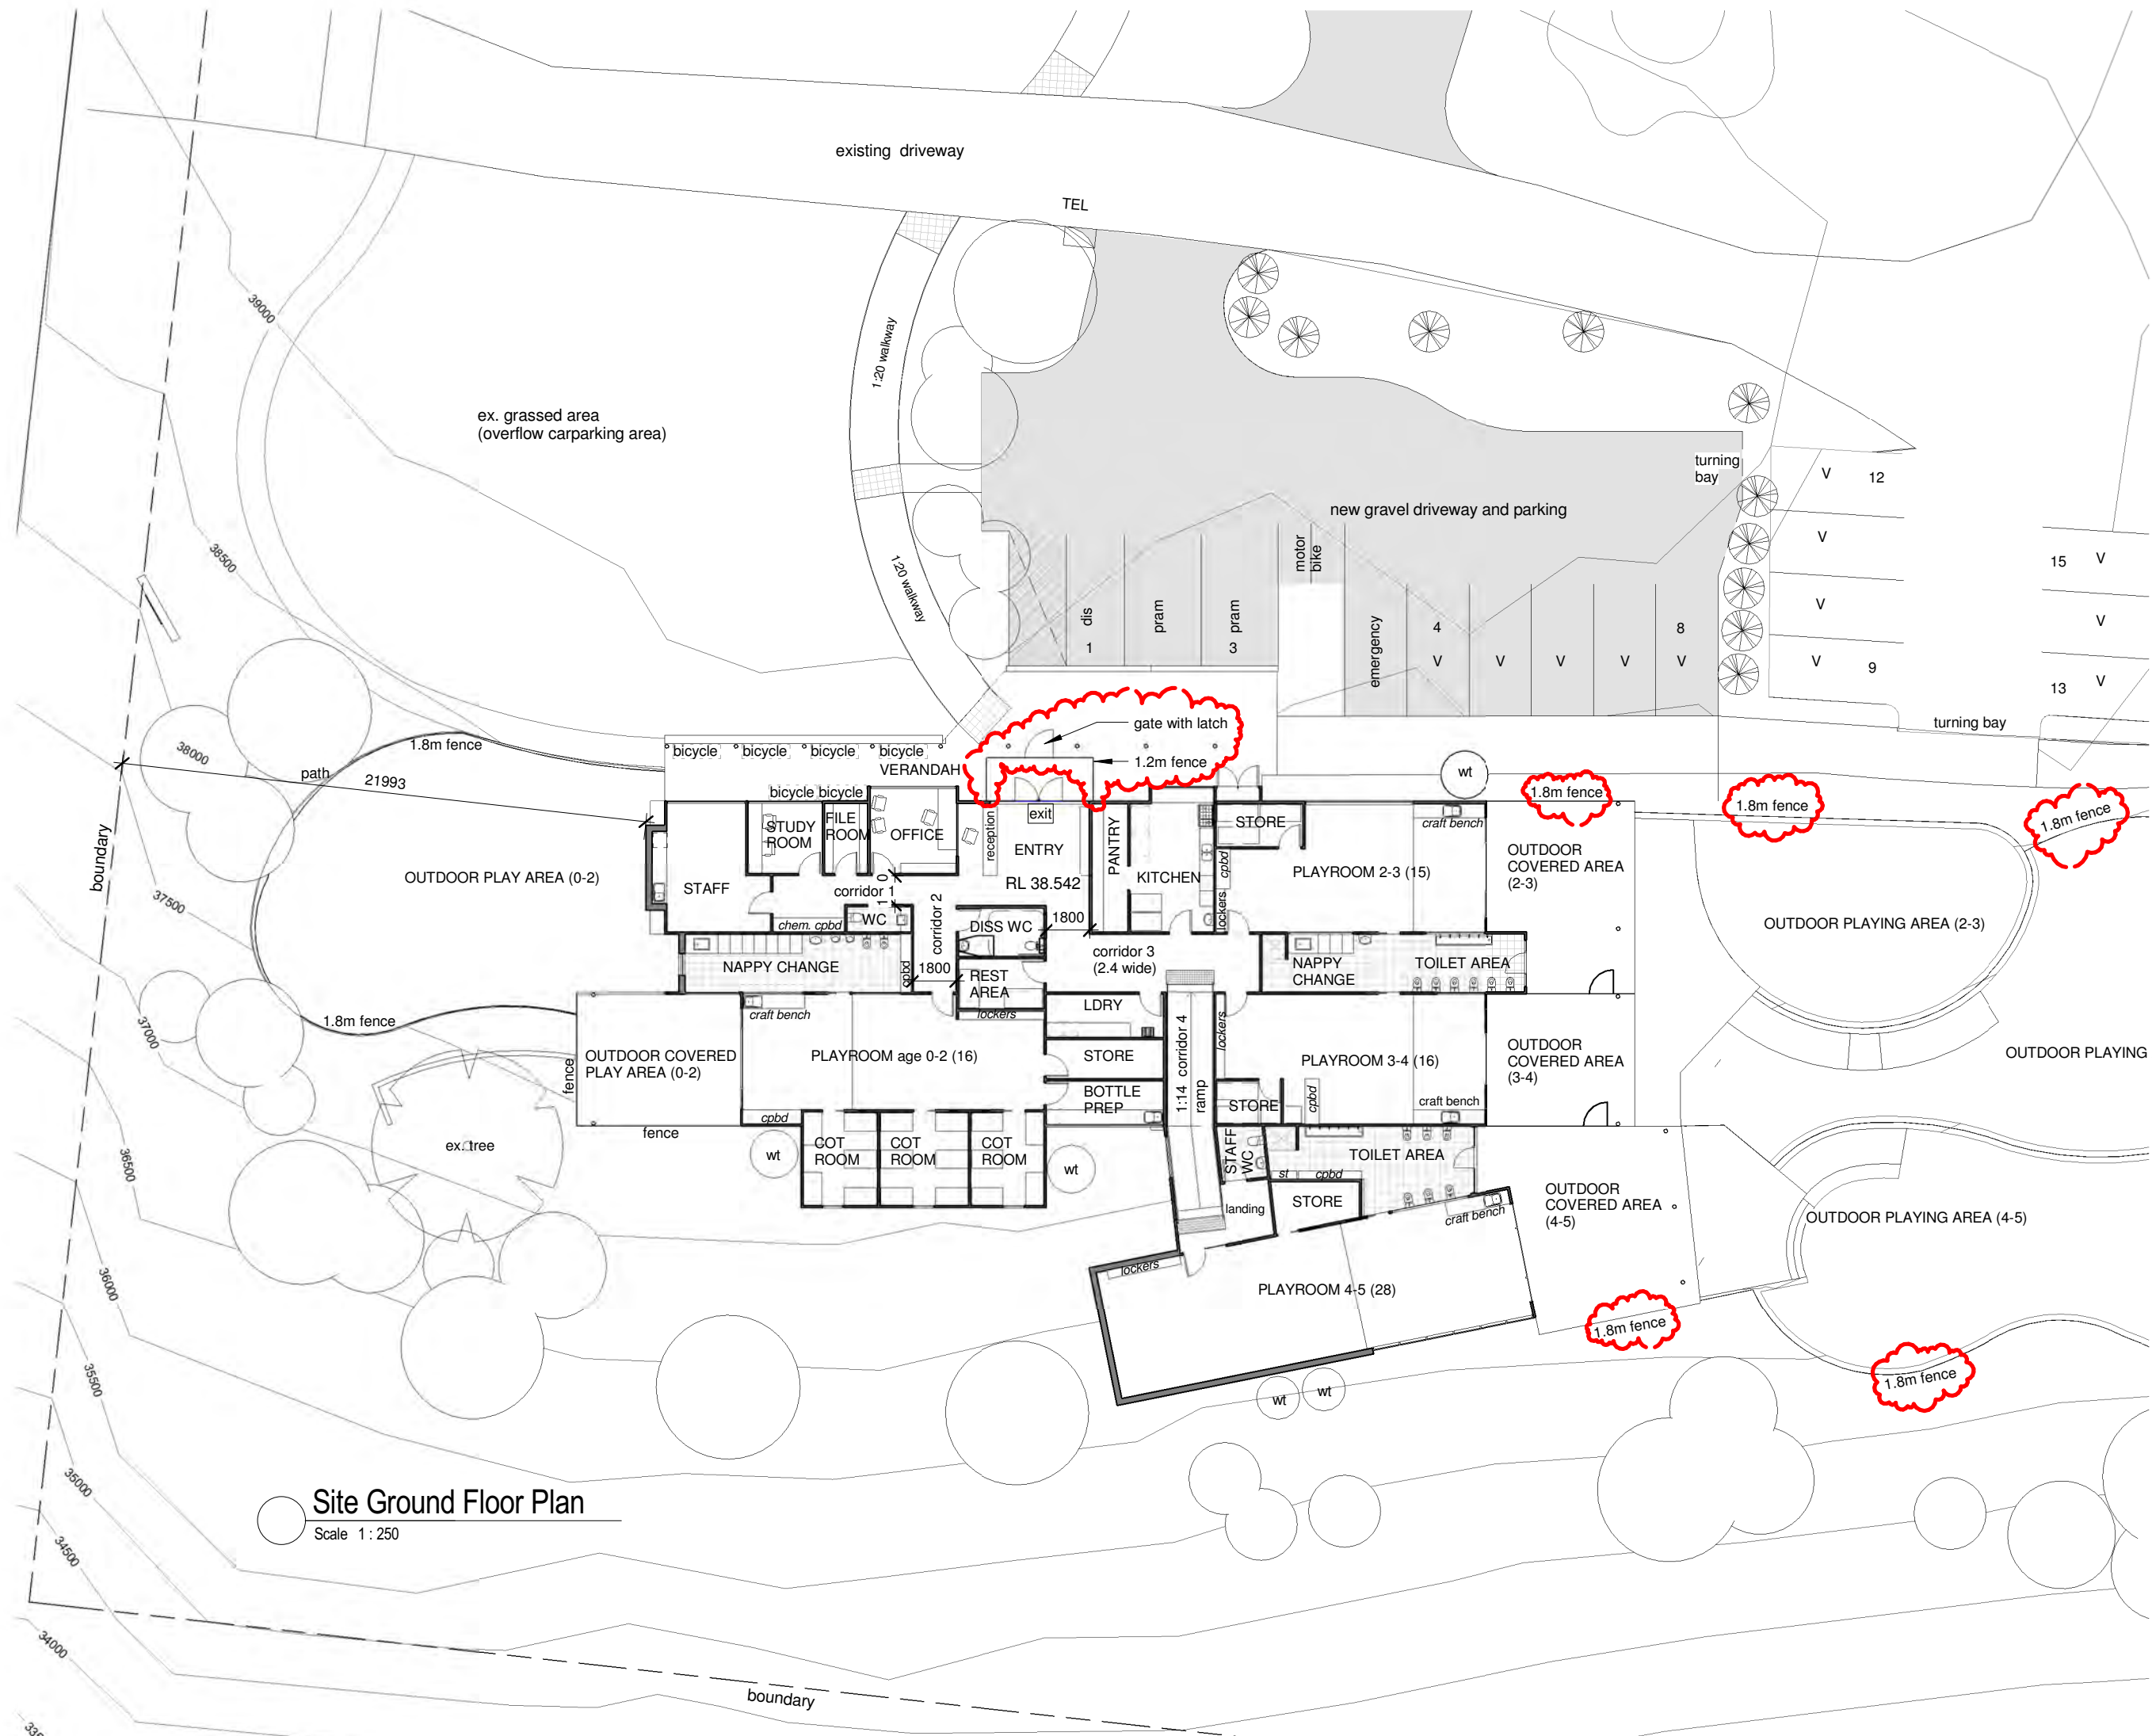 existing driveway
TEL
39000
1:20 walkway
ex. grassed area
(overflow carparking area)
turning
bay
V
12
new gravel driveway and parking
38500
1:20 walkway
motor
bike
V
15
V
dis
1
pram
pram
3
emergency
4
V
V
V
V
8
V
V
V
V
9
13
V
gate with latch
turning bay
1.8m fence
38000
bicycle
bicycle
bicycle
bicycle
VERANDAH
1.2m fence
path
21993
wt
bicycle
bicycle
1.8m fence
1.8m fence
1.8m fence
boundary
STUDY
ROOM
FILE
ROOM
OFFICE
reception
exit
ENTRY
PANTRY
STORE
craft bench
OUTDOOR
COVERED AREA
(2-3)
OUTDOOR PLAY AREA (0-2)
STAFF
corridor 1
RL 38.542
KITCHEN
cpbd
lockers
PLAYROOM 2-3 (15)
37500
chem. cpbd
WC
corridor 2
DISS WC
1800
OUTDOOR PLAYING AREA (2-3)
corridor 3
(2.4 wide)
NAPPY CHANGE
cpbd
1800
REST
AREA
NAPPY
CHANGE
TOILET AREA
37000
1.8m fence
craft bench
lockers
LDRY
1:14 corridor 4
ramp
lockers
OUTDOOR COVERED
PLAY AREA (0-2)
PLAYROOM age 0-2 (16)
STORE
PLAYROOM 3-4 (16)
OUTDOOR
COVERED AREA
(3-4)
OUTDOOR PLAYING
fence
BOTTLE
PREP
STORE
cpbd
craft bench
cpbd
fence
ex. tree
wt
COT
ROOM
COT
ROOM
COT
ROOM
wt
STAFF
WC
TOILET AREA
36500
st
cpbd
STORE
landing
craft bench
OUTDOOR
COVERED AREA
(4-5)
OUTDOOR PLAYING AREA (4-5)
36000
lockers
PLAYROOM 4-5 (28)
1.8m fence
35500
wt
wt
1.8m fence
35000
Site Ground Floor Plan
Scale 1 : 250
34500
34000
boundary